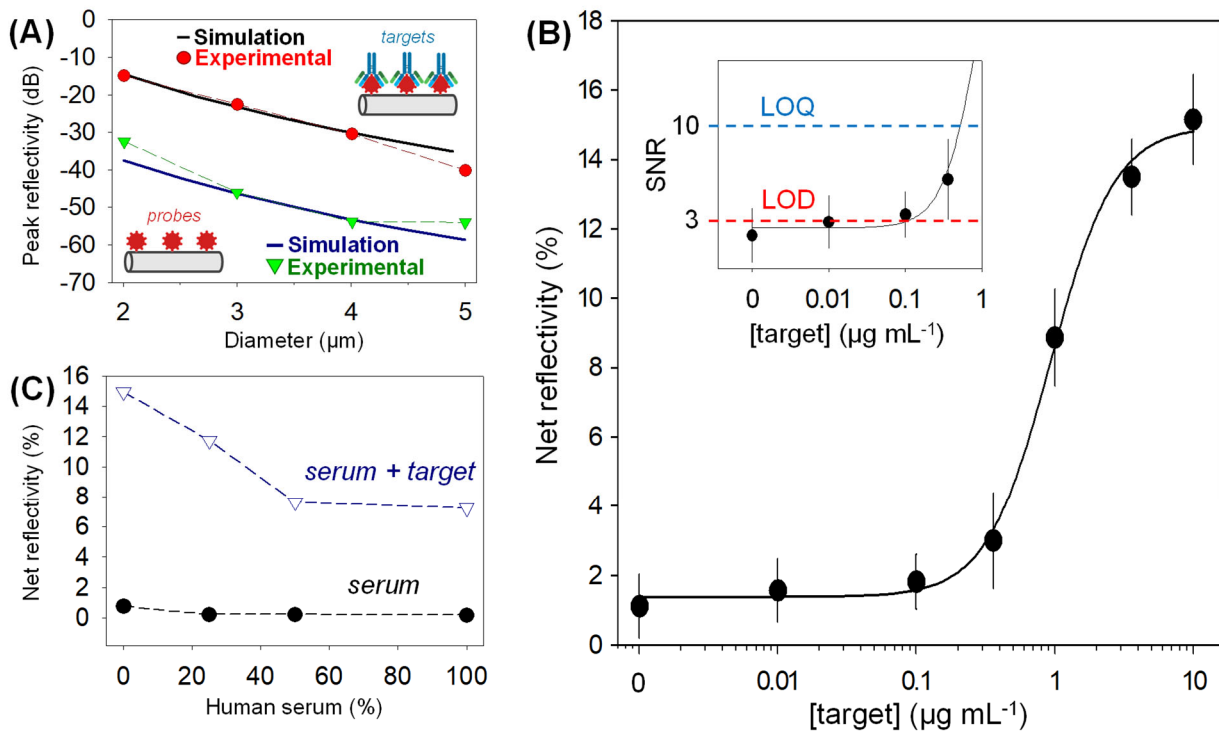 (A)
0
-10
-20
-30
-40
-50
-60
-70
Peak reflectivity (dB)
Simulation
Experimental
targets
probes
Simulation
Experimental
2
3
4
5
Diameter (µm)
(B)
18
16
14
12
10
8
6
4
2
0
Net reflectivity (%)
SNR
10
3
LOQ
LOD
0
0.01
0.1
1
[target] (µg mL-1)
0
0.01
0.1
1
10
[target] (µg mL-1)
(C)
16
14
12
10
8
6
4
2
0
Net reflectivity (%)
serum + target
serum
0
20
40
60
80
100
Human serum (%)